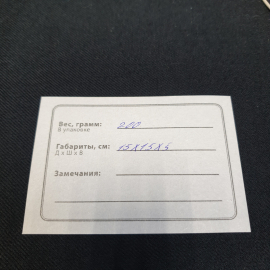 Вес, грамм: 200
В упаковке
Габариты, см: 15х15х5
Д х Ш х В
Замечания: